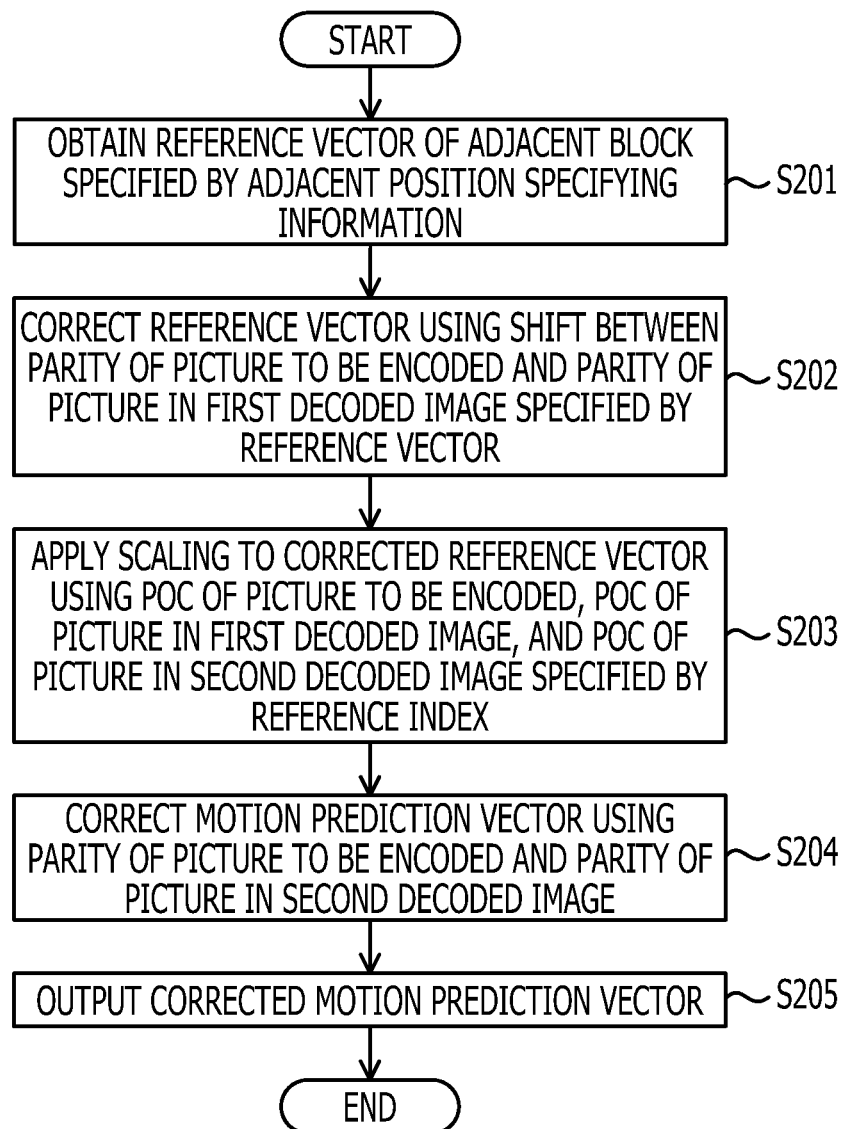 START
OBTAIN REFERENCE VECTOR OF ADJACENT BLOCK
SPECIFIED BY ADJACENT POSITION SPECIFYING
INFORMATION
S201
CORRECT REFERENCE VECTOR USING SHIFT BETWEEN
PARITY OF PICTURE TO BE ENCODED AND PARITY OF
PICTURE IN FIRST DECODED IMAGE SPECIFIED BY
REFERENCE VECTOR
S202
APPLY SCALING TO CORRECTED REFERENCE VECTOR
USING POC OF PICTURE TO BE ENCODED, POC OF
PICTURE IN FIRST DECODED IMAGE, AND POC OF
PICTURE IN SECOND DECODED IMAGE SPECIFIED BY
REFERENCE INDEX
S203
CORRECT MOTION PREDICTION VECTOR USING
PARITY OF PICTURE TO BE ENCODED AND PARITY OF
PICTURE IN SECOND DECODED IMAGE
S204
OUTPUT CORRECTED MOTION PREDICTION VECTOR
S205
END